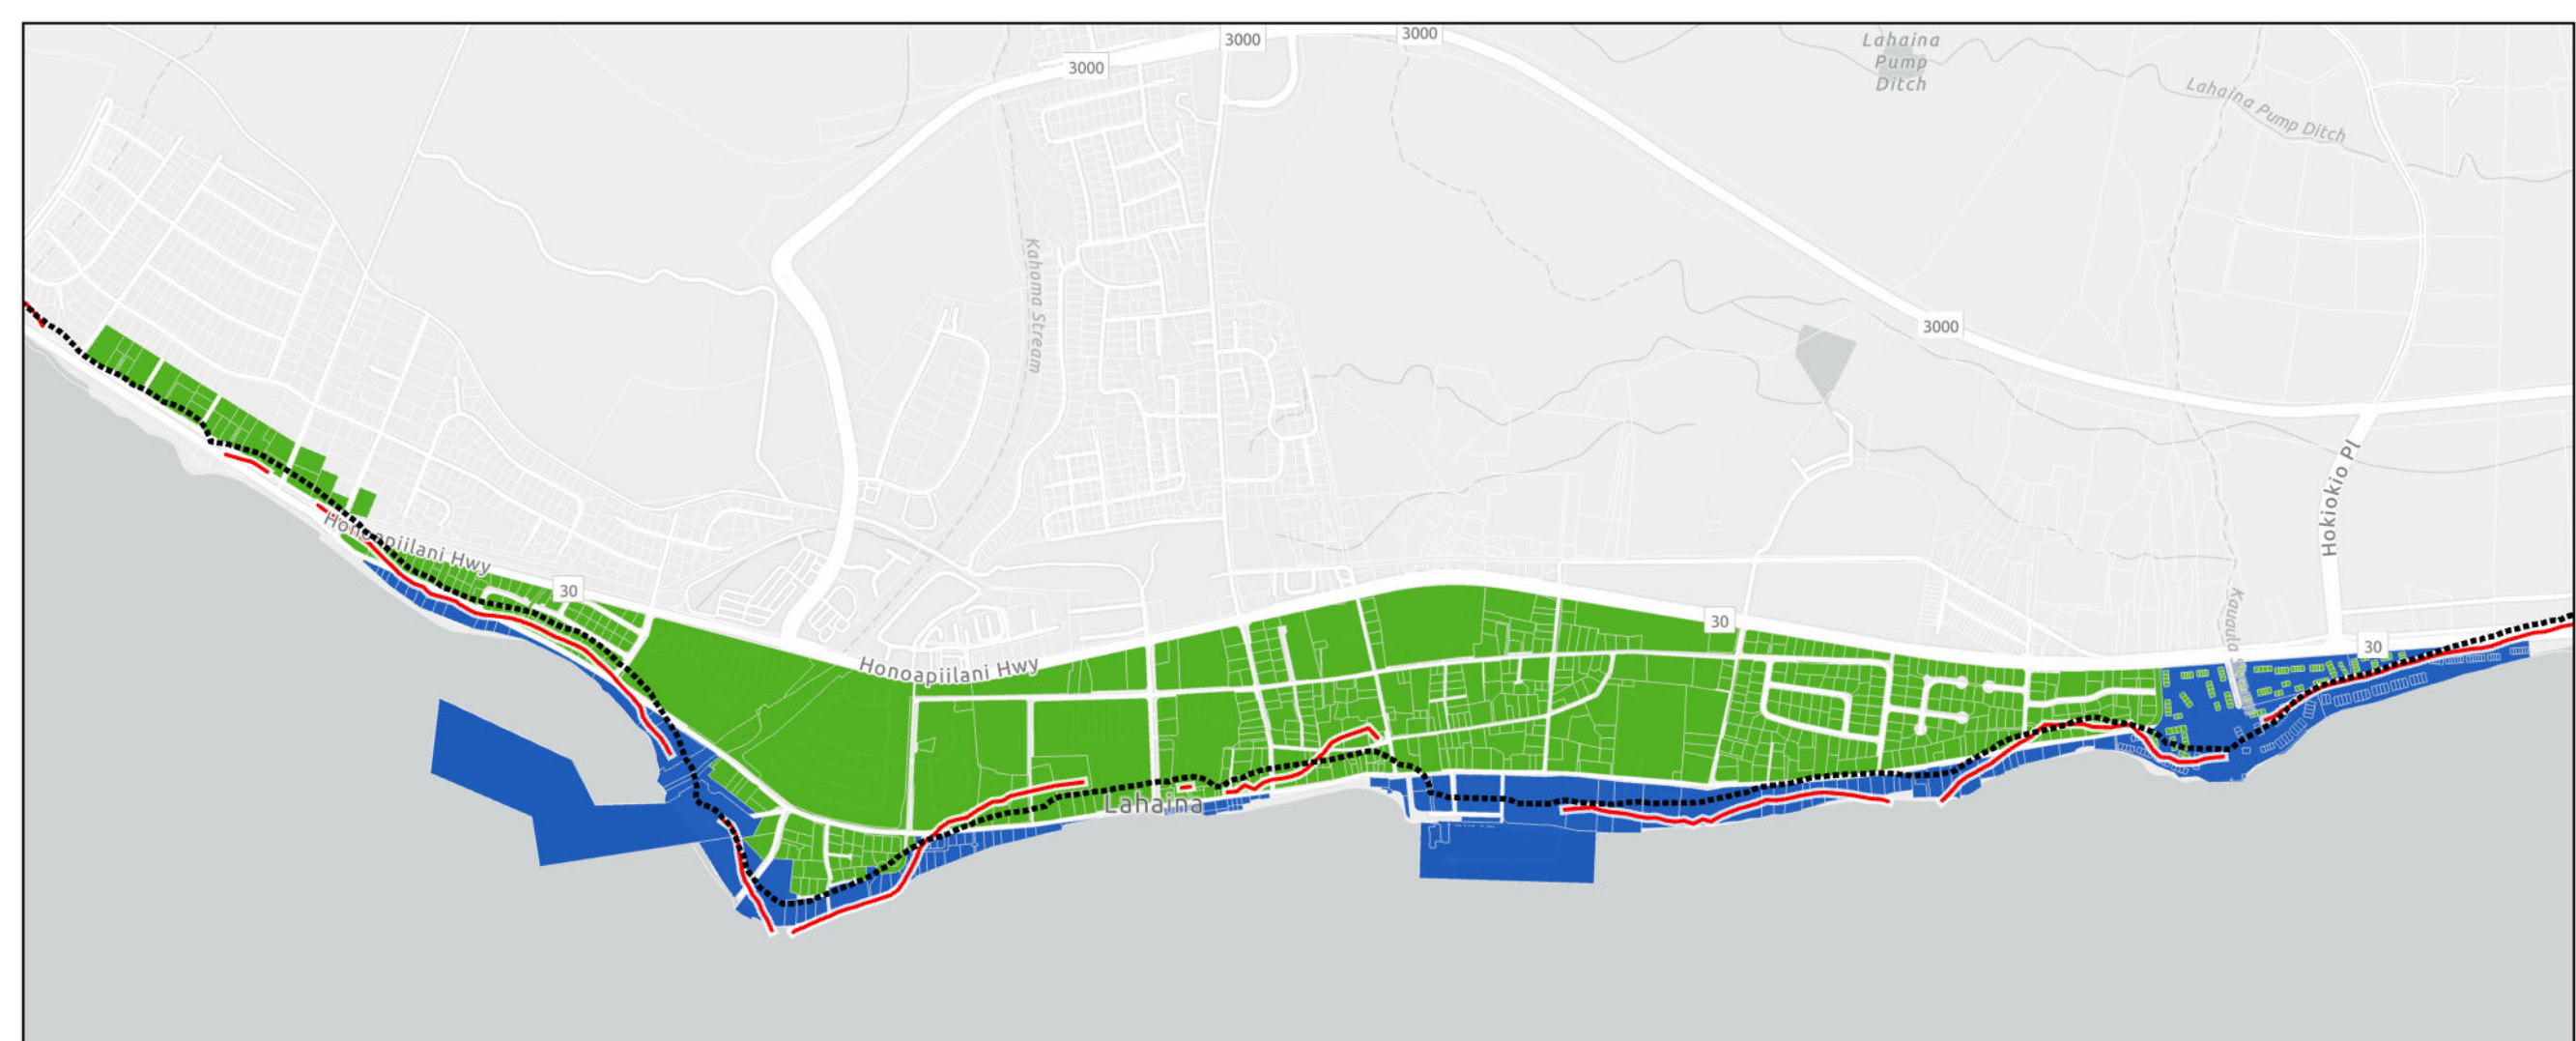 3000
3000
3000
Lahaina
Pump
Ditch
Lahaina Pump Ditch
Kahoma Stream
3000
Hokiokio Pl
Honoapiilani Hwy
30
30
Kauaula
30
Honoapiilani Hwy
Lahaina